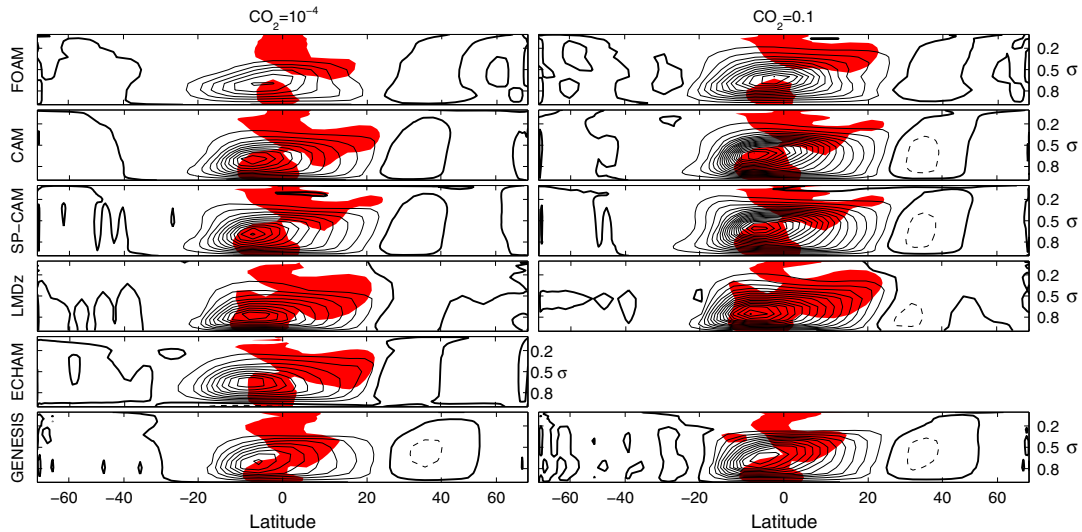 CO₂=10⁻⁴ CO₂=0.1
FOAM 0.2 0.5 0.8 σ
CAM 0.2 0.5 0.8 σ
SP−CAM 0.2 0.5 0.8 σ
LMDz 0.2 0.5 0.8 σ
ECHAM 0.2 0.5 0.8 σ
GENESIS 0.2 0.5 0.8 σ
−60 −40 −20 0 20 40 60 −60 −40 −20 0 20 40 60
Latitude Latitude